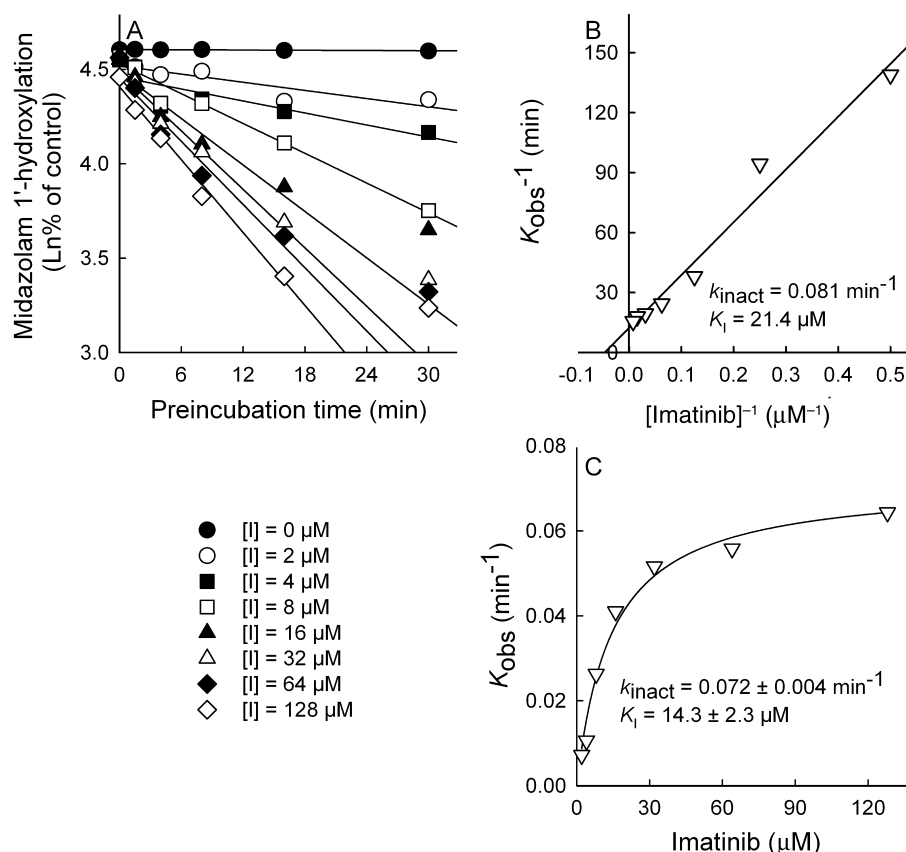 A
Midazolam 1'-hydroxylation
(Ln% of control)
4.5
4.0
3.5
3.0
0 6 12 18 24 30
Preincubation time (min)
B
Kobs⁻¹ (min)
150
120
90
60
30
0
-0.1 0.0 0.1 0.2 0.3 0.4 0.5
[Imatinib]⁻¹ (μM⁻¹)
kinact = 0.081 min⁻¹
KI = 21.4 μM
[I] = 0 μM
[I] = 2 μM
[I] = 4 μM
[I] = 8 μM
[I] = 16 μM
[I] = 32 μM
[I] = 64 μM
[I] = 128 μM
C
Kobs (min⁻¹)
0.08
0.06
0.04
0.02
0.00
0 30 60 90 120
Imatinib (μM)
kinact = 0.072 ± 0.004 min⁻¹
KI = 14.3 ± 2.3 μM